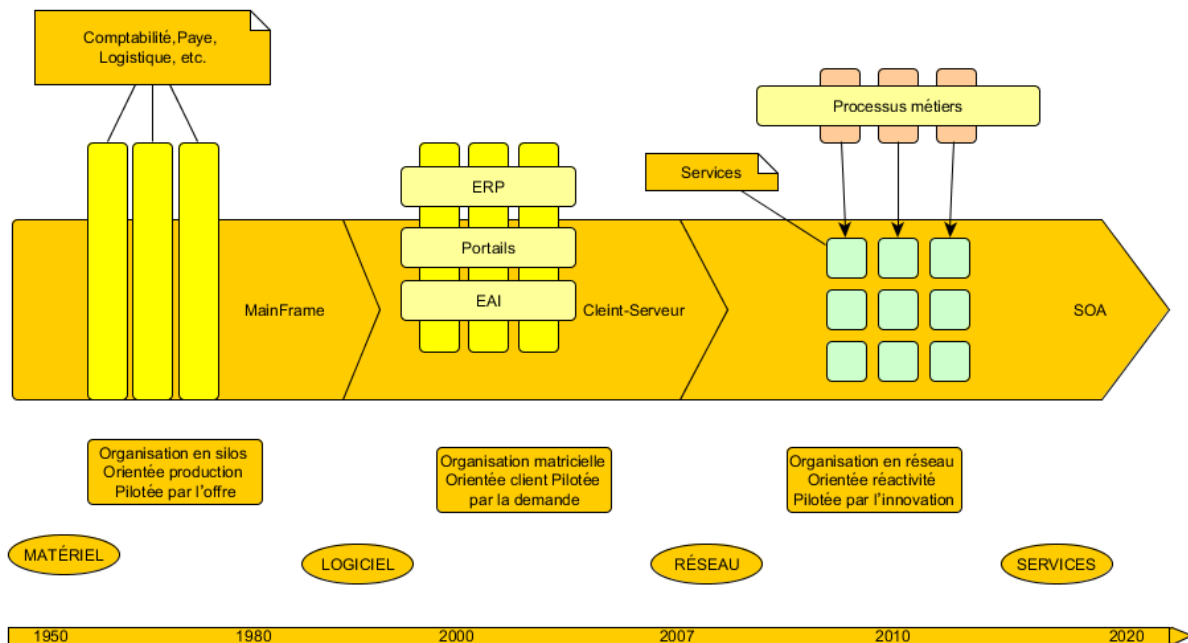 Comptabilité,Paye,
Logistique, etc.
Processus métiers
Services
ERP
Portails
EAI
MainFrame
Cleint-Serveur
SOA
Organisation en silos
Orientée production
Pilotée par l'offre
Organisation matricielle
Orientée client Pilotée
par la demande
Organisation en réseau
Orientée réactivité
Pilotée par l'innovation
MATÉRIEL
LOGICIEL
RÉSEAU
SERVICES
1950 1980 2000 2007 2010 2020